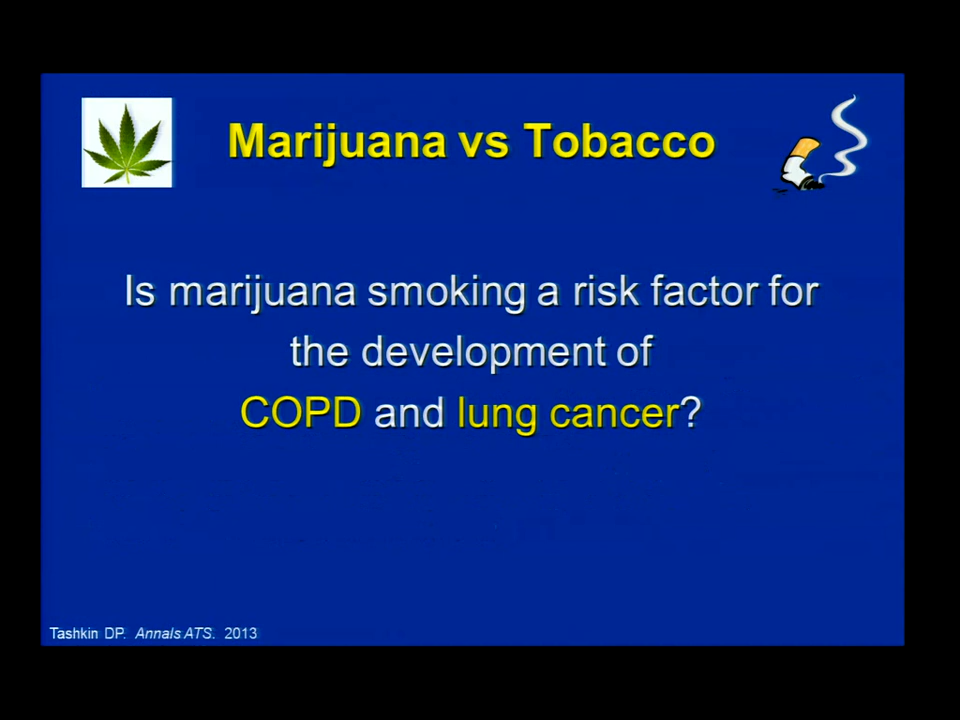 Marijuana vs Tobacco
Is marijuana smoking a risk factor for
the development of
COPD and lung cancer?
Tashkin DP. Annals ATS. 2013